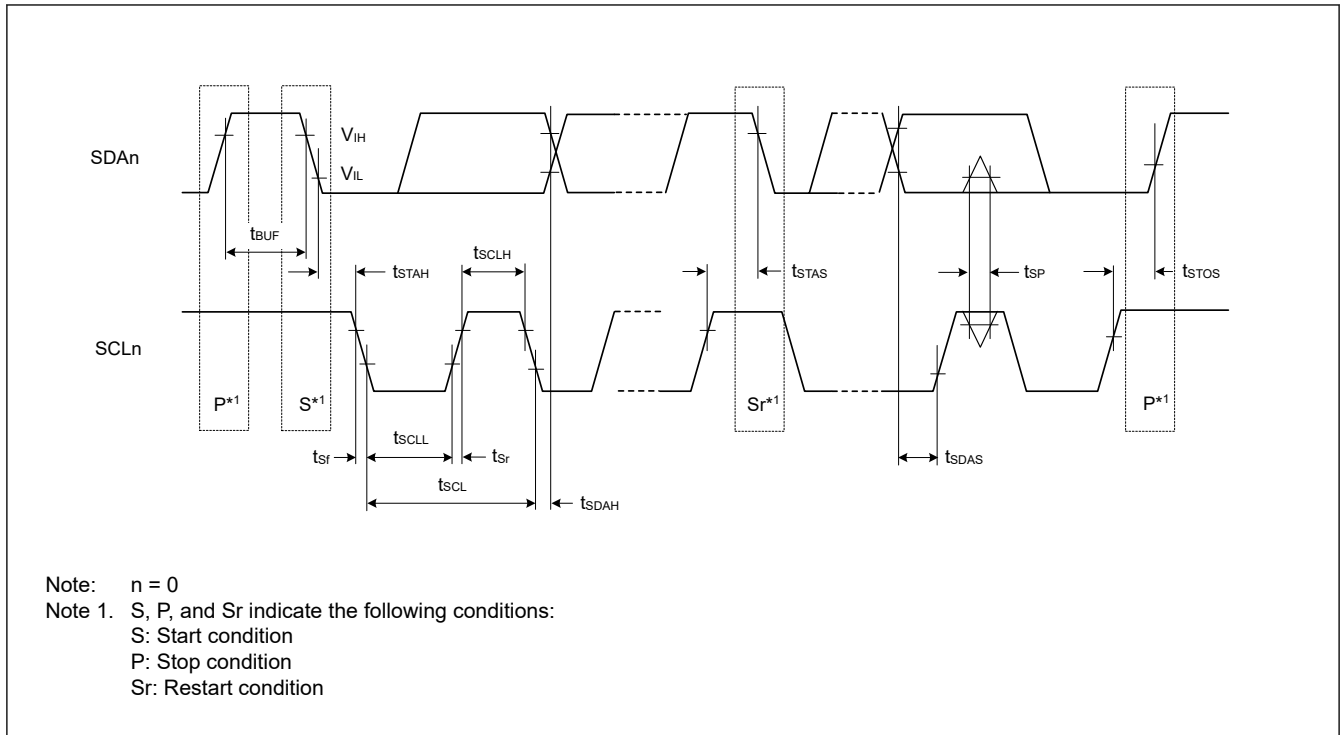 SDAn
VIH
VIL
tBUF
tSTAH
tSCLH
tSTAS
tSP
tSTOS
SCLn
P*1
S*1
Sr*1
P*1
tSf
tSCLL
tSr
tSCL
tSDAH
tSDAS
Note: n = 0
Note 1. S, P, and Sr indicate the following conditions:
S: Start condition
P: Stop condition
Sr: Restart condition